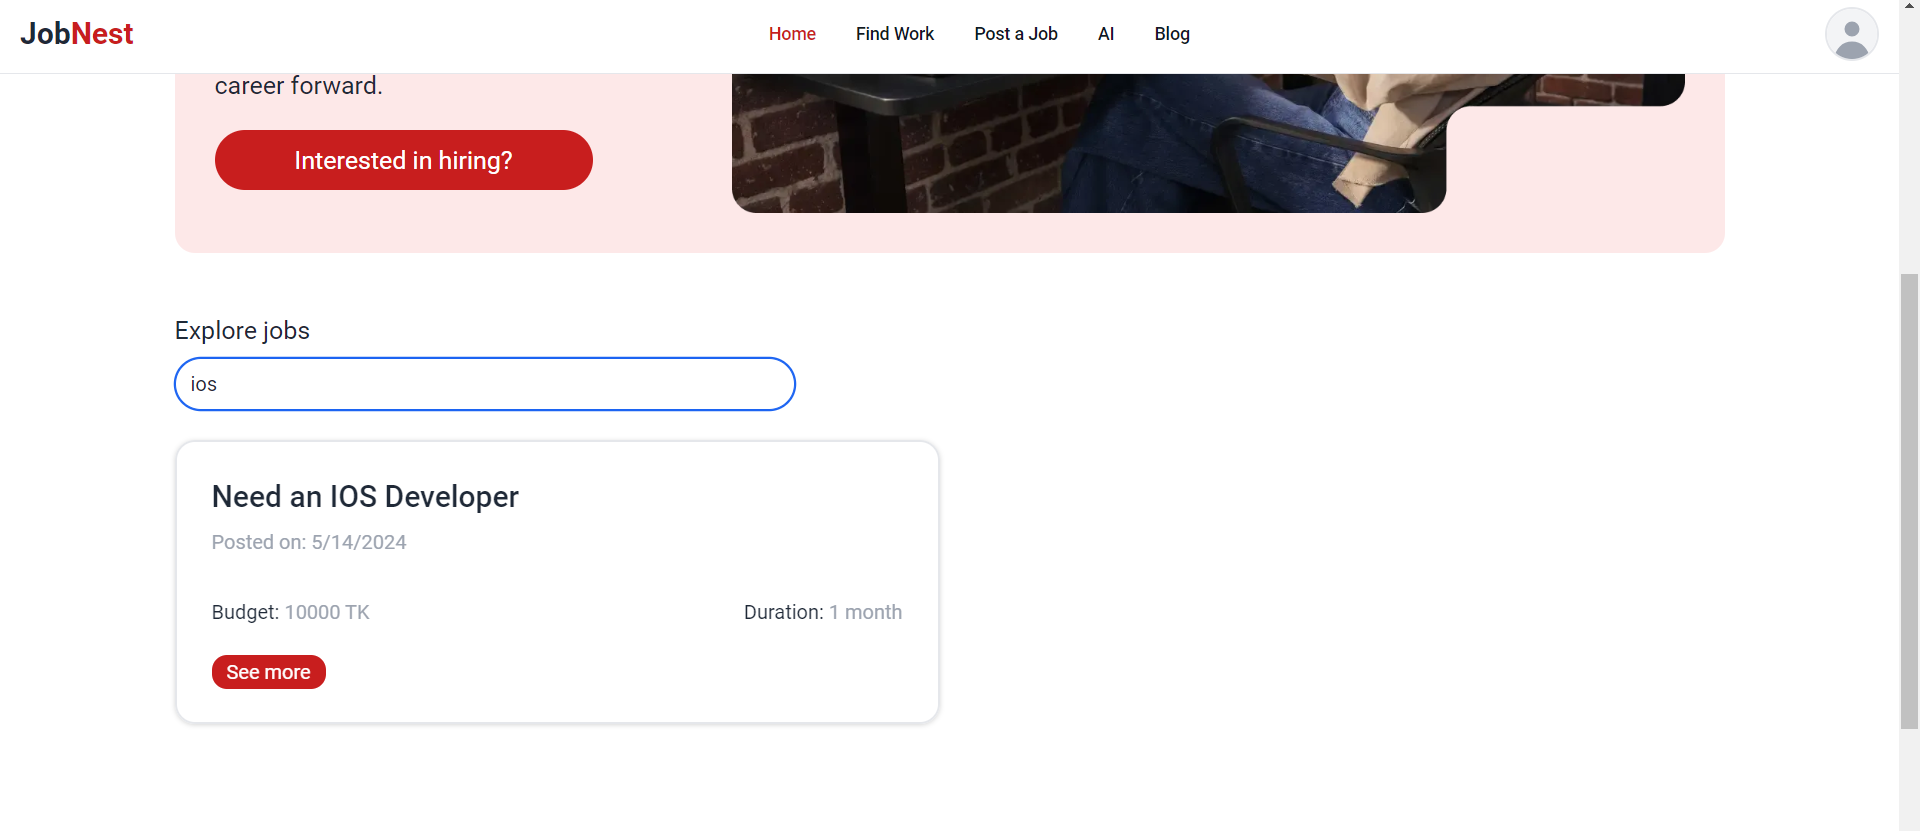 JobNest
Home
Find Work
Post a Job
AI
Blog
career forward.
Interested in hiring?
Explore jobs
ios
Need an IOS Developer
Posted on: 5/14/2024
Budget: 10000 TK
Duration: 1 month
See more